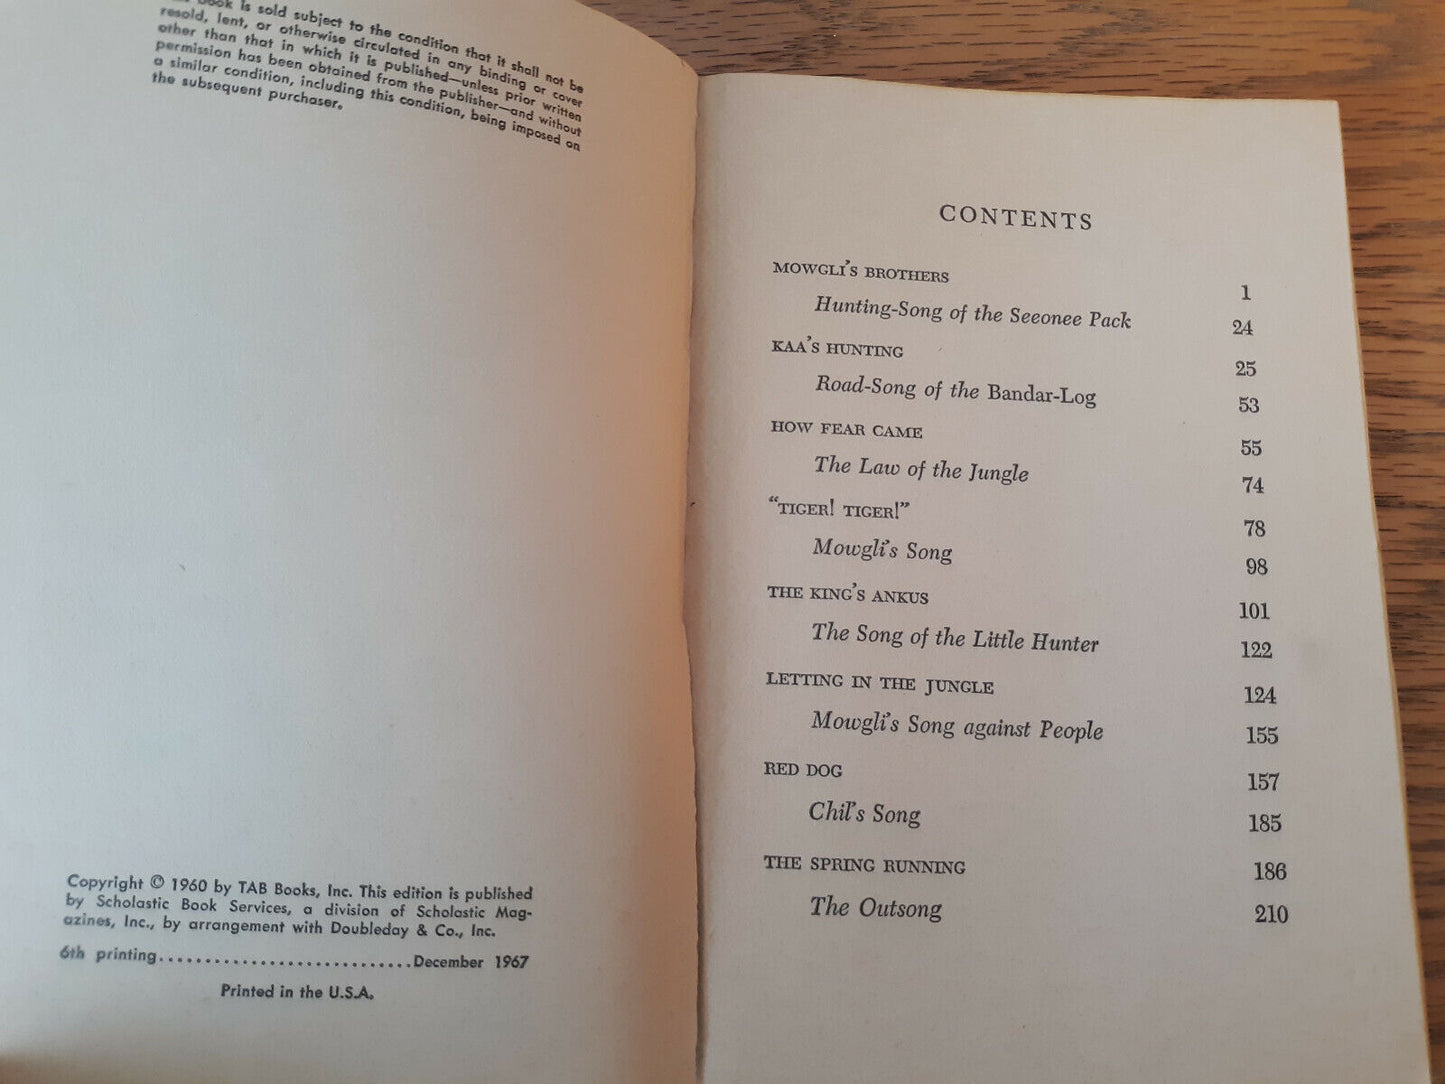 book is sold subject to the condition that it shall not be
resold, lent, or otherwise circulated in any binding or cover
other than that in which it is published—unless prior written
permission has been obtained from the publisher—and without
a similar condition, including this condition, being imposed on
the subsequent purchaser.
Copyright © 1960 by TAB Books, Inc. This edition is published
by Scholastic Book Services, a division of Scholastic Mag-
azines, Inc., by arrangement with Doubleday & Co., Inc.
6th printing............................December 1967
Printed in the U.S.A.
CONTENTS
MOWGLI'S BROTHERS 1
Hunting-Song of the Seeonee Pack 24
KAA'S HUNTING 25
Road-Song of the Bandar-Log 53
HOW FEAR CAME 55
The Law of the Jungle 74
"TIGER! TIGER!" 78
Mowgli's Song 98
THE KING'S ANKUS 101
The Song of the Little Hunter 122
LETTING IN THE JUNGLE 124
Mowgli's Song against People 155
RED DOG 157
Chil's Song 185
THE SPRING RUNNING 186
The Outsong 210